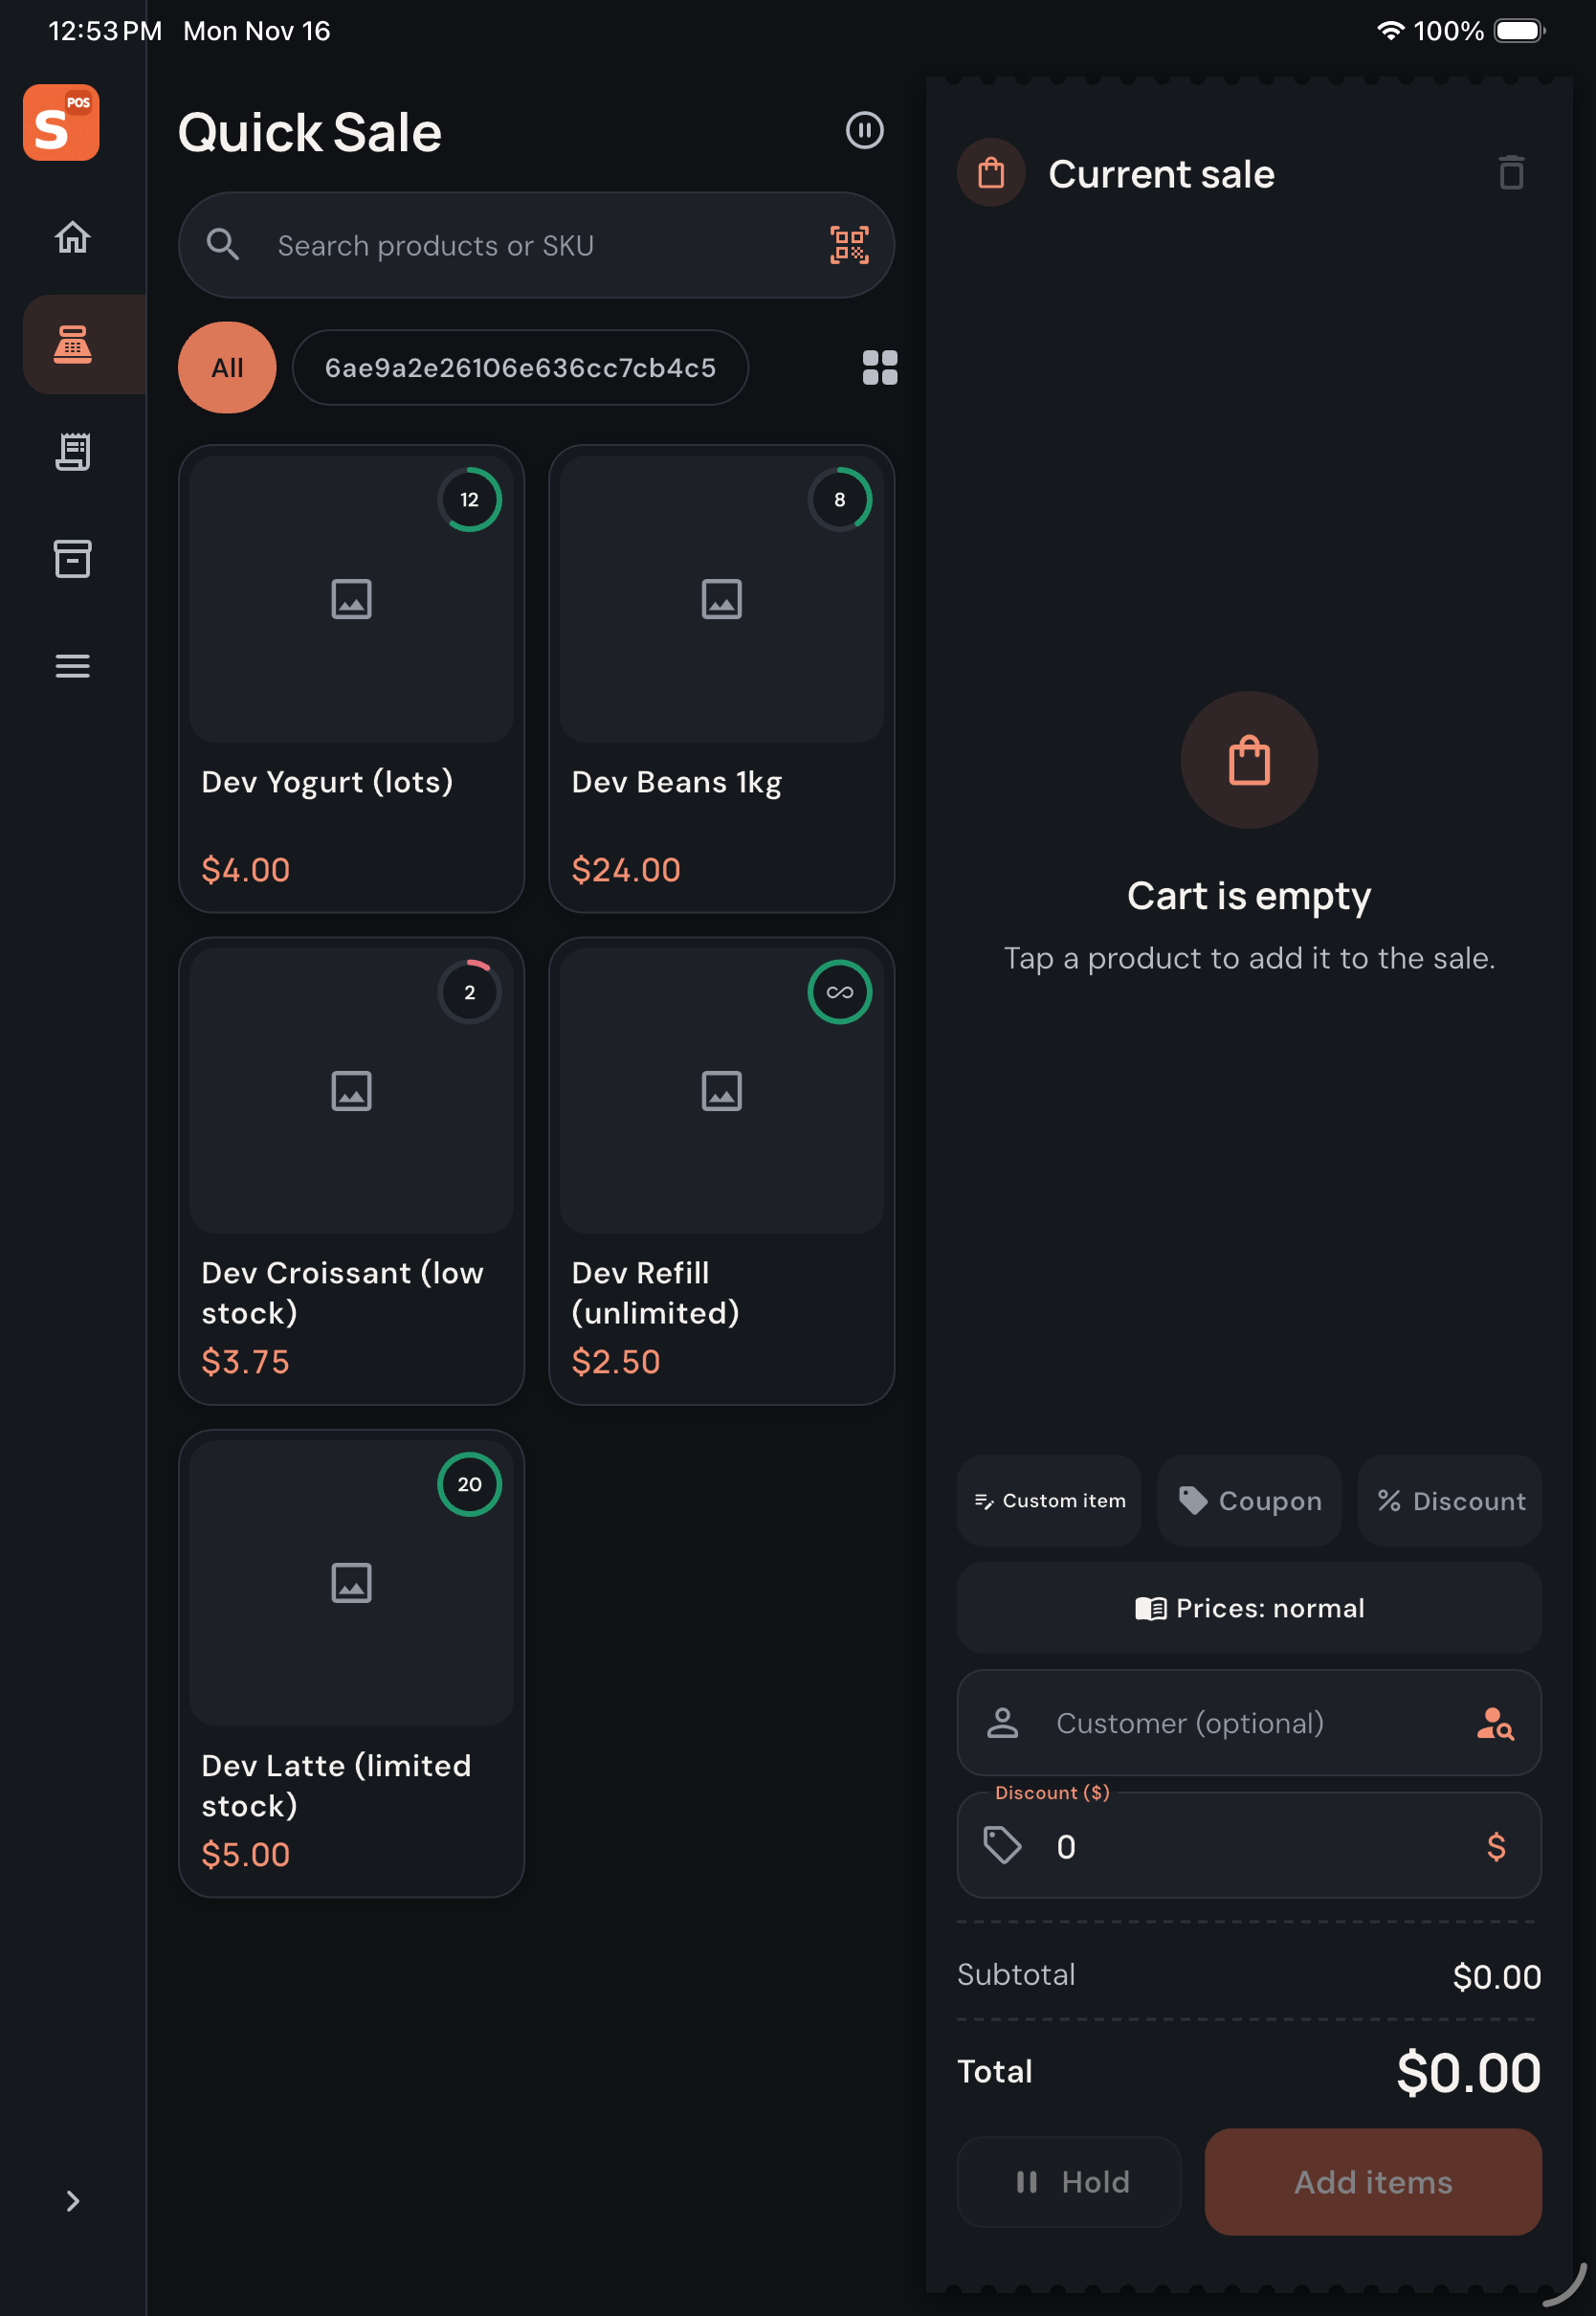 12:53 PM Mon Nov 16
100%
S POS
Quick Sale
Search products or SKU
All
6ae9a2e26106e636cc7cb4c5
12
Dev Yogurt (lots)
$4.00
8
Dev Beans 1kg
$24.00
2
Dev Croissant (low
stock)
$3.75
∞
Dev Refill
(unlimited)
$2.50
20
Dev Latte (limited
stock)
$5.00
Current sale
Cart is empty
Tap a product to add it to the sale.
Custom item
Coupon
% Discount
Prices: normal
Customer (optional)
Discount ($)
0
$
Subtotal
$0.00
Total
$0.00
Hold
Add items